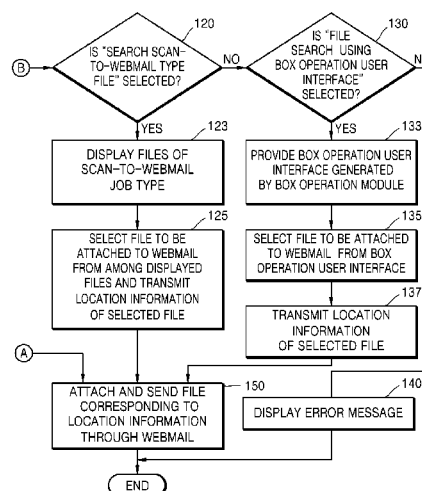 120
IS "SEARCH SCAN-
TO-WEBMAIL TYPE
FILE" SELECTED?
B
NO
YES
130
IS "FILE
SEARCH USING
BOX OPERATION USER
INTERFACE"
SELECTED?
N
YES
123
DISPLAY FILES OF
SCAN-TO-WEBMAIL
JOB TYPE
133
PROVIDE BOX OPERATION USER
INTERFACE GENERATED
BY BOX OPERATION MODULE
125
SELECT FILE TO BE
ATTACHED TO WEBMAIL
FROM AMONG DISPLAYED
FILES AND TRANSMIT
LOCATION INFORMATION
OF SELECTED FILE
135
SELECT FILE TO BE ATTACHED
TO WEBMAIL FROM BOX
OPERATION USER INTERFACE
137
TRANSMIT LOCATION
INFORMATION
OF SELECTED FILE
A
150
ATTACH AND SEND FILE
CORRESPONDING TO
LOCATION INFORMATION
THROUGH WEBMAIL
140
DISPLAY ERROR MESSAGE
END